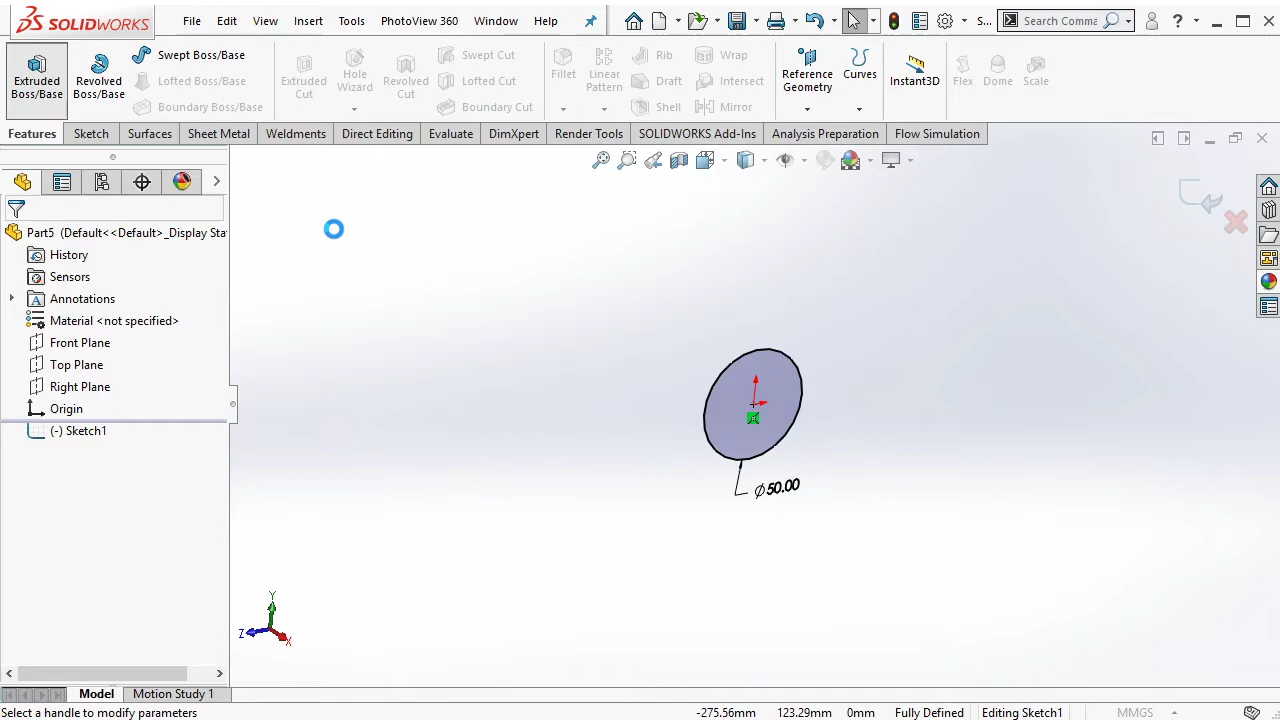 SOLIDWORKS File Edit View Insert Tools PhotoView 360 Window Help S... Search Comma ?
Extruded Boss/Base
Revolved Boss/Base
Swept Boss/Base
Lofted Boss/Base
Boundary Boss/Base
Extruded Cut
Hole Wizard
Revolved Cut
Swept Cut
Lofted Cut
Boundary Cut
Fillet
Linear Pattern
Rib
Draft
Shell
Wrap
Intersect
Mirror
Reference Geometry
Curves
Instant3D
Flex
Dome
Scale
Features Sketch Surfaces Sheet Metal Weldments Direct Editing Evaluate DimXpert Render Tools SOLIDWORKS Add-Ins Analysis Preparation Flow Simulation
Part5 (Default<<Default>_Display Sta
History
Sensors
Annotations
Material <not specified>
Front Plane
Top Plane
Right Plane
Origin
(-) Sketch1
Ø50.00
Y
Z
X
Model Motion Study 1
Select a handle to modify parameters -275.56mm 123.29mm 0mm Fully Defined Editing Sketch1 MMGS